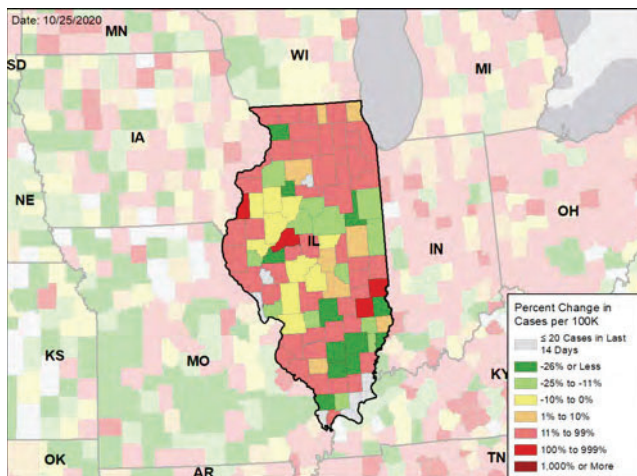 Date: 10/25/2020
MN
SD
WI
MI
IA
NE
OH
IL
IN
KS
MO
KY
OK
AR
TN
Percent Change in
Cases per 100K
≤ 20 Cases in Last
14 Days
-26% or Less
-25% to -11%
-10% to 0%
1% to 10%
11% to 99%
100% to 999%
1,000% or More